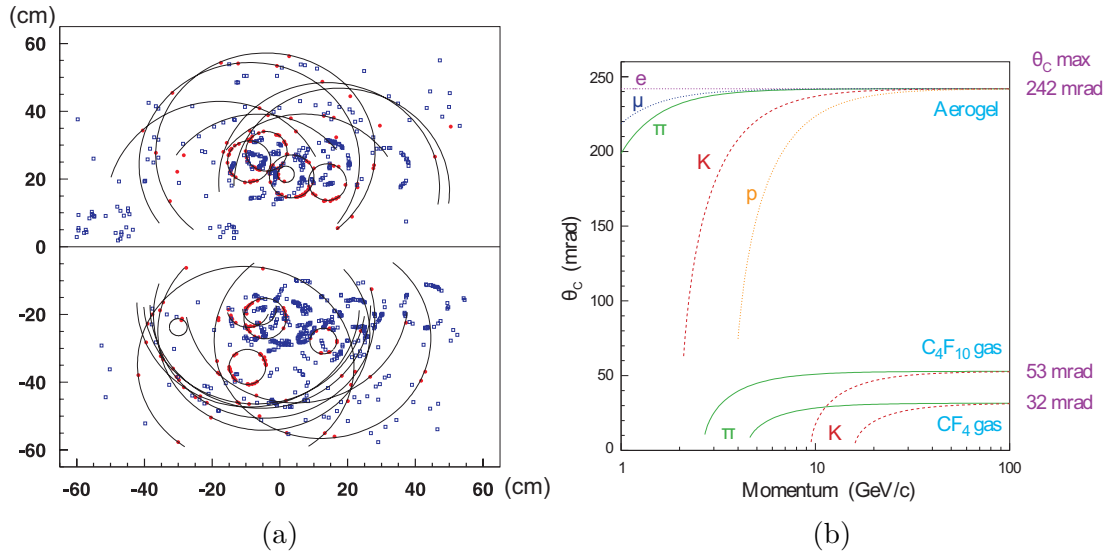 (cm)
60
40
20
0
-20
-40
-60
-60 -40 -20 0 20 40 60 (cm)
(a)
θC max
250
e
242 mrad
μ
Aerogel
π
200
K
p
150
θC (mrad)
100
C4F10 gas
50
53 mrad
32 mrad
π
K
CF4 gas
0
1 10 100
Momentum (GeV/c)
(b)